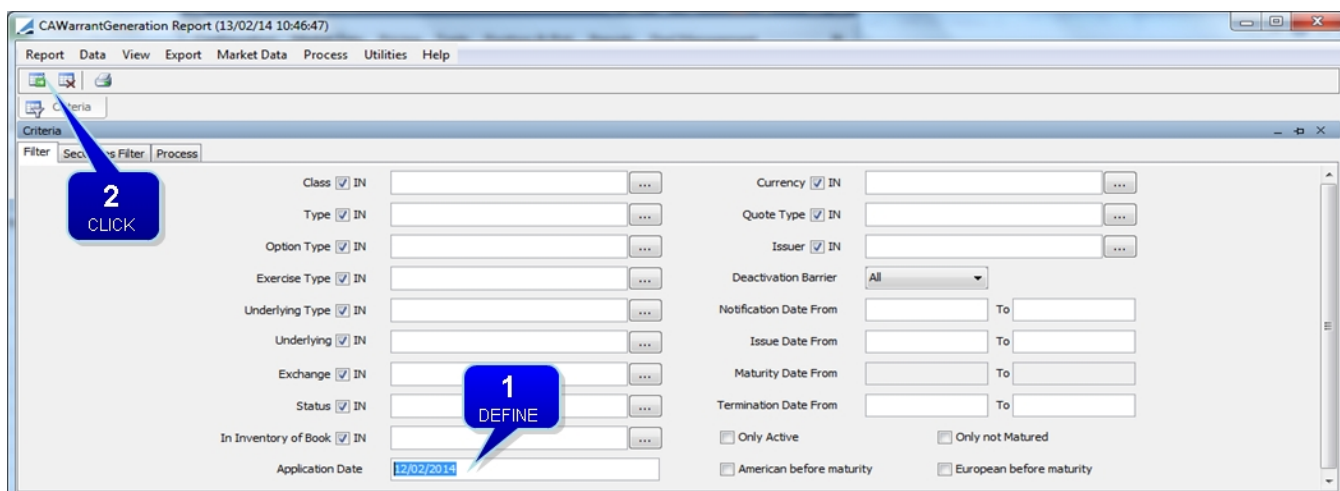 CAWarrantGeneration Report (13/02/14 10:46:47)
Report Data View Export Market Data Process Utilities Help
Criteria
Criteria
Filter Securities Filter Process
Class IN ... Currency IN ...
2
CLICK
Type IN ... Quote Type IN ...
Option Type IN ... Issuer IN ...
Exercise Type IN ... Deactivation Barrier All
Underlying Type IN ... Notification Date From To
Underlying IN ... Issue Date From To
Exchange IN ... Maturity Date From To
1
DEFINE
Status IN ... Termination Date From To
In Inventory of Book IN ... Only Active Only not Matured
Application Date 12/02/2014 American before maturity European before maturity